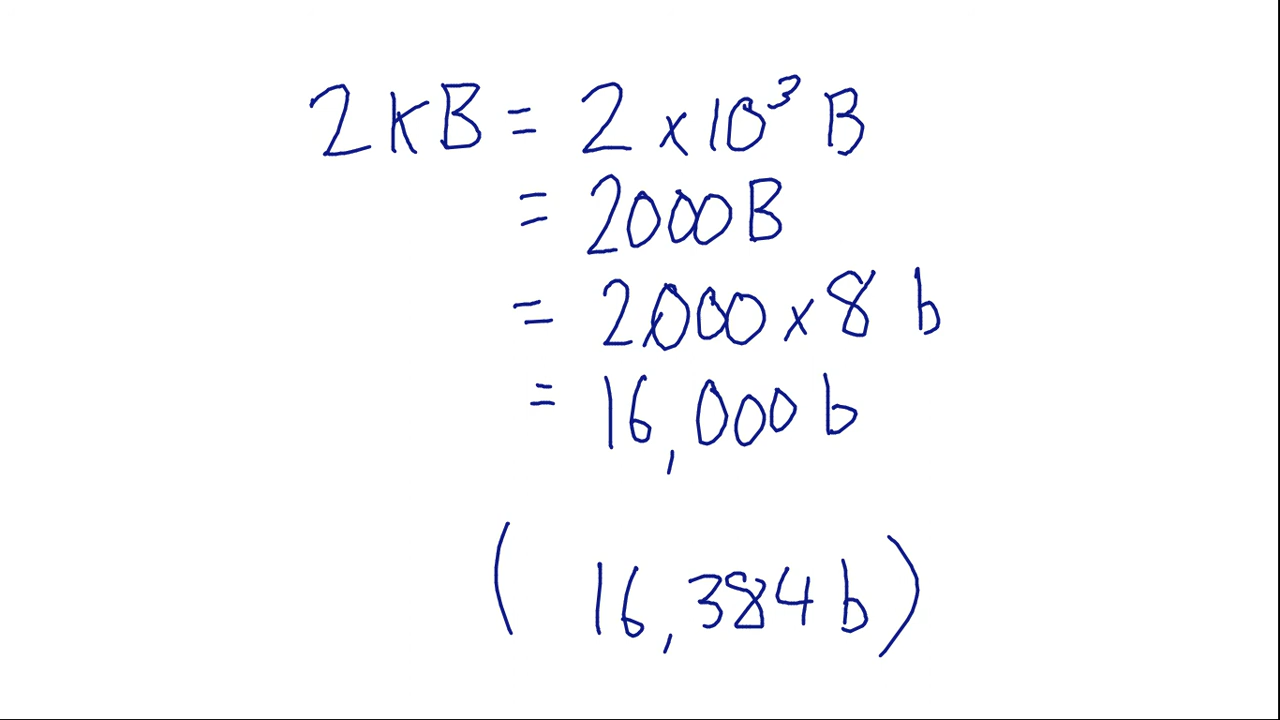 2 kB = 2 × 10³ B
= 2000 B
= 2000 × 8 b
= 16,000 b
( 16,384 b )